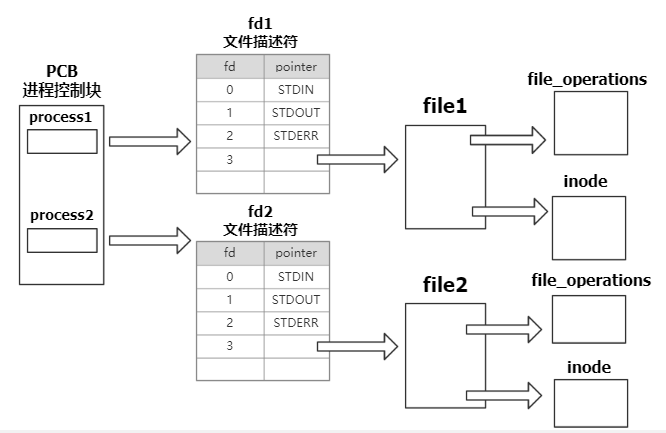 PCB
进程控制块
process1
process2
fd1
文件描述符
fd pointer
0 STDIN
1 STDOUT
2 STDERR
3
fd2
文件描述符
fd pointer
0 STDIN
1 STDOUT
2 STDERR
3
file1
file_operations
inode
file2
file_operations
inode